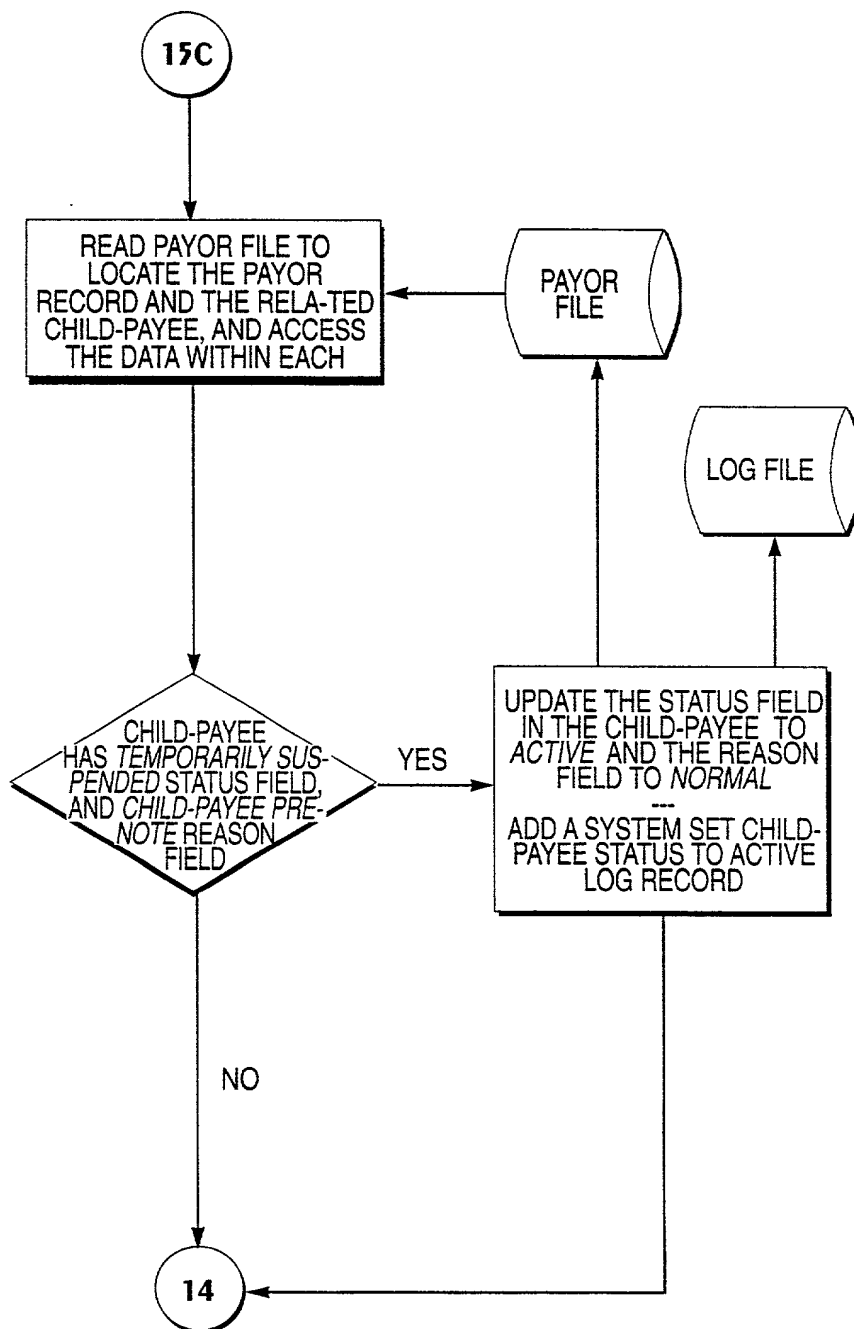 15C
READ PAYOR FILE TO
LOCATE THE PAYOR
RECORD AND THE RELA-TED
CHILD-PAYEE, AND ACCESS
THE DATA WITHIN EACH
PAYOR
FILE
LOG FILE
CHILD-PAYEE
HAS TEMPORARILY SUS-
PENDED STATUS FIELD,
AND CHILD-PAYEE PRE-
NOTE REASON
FIELD
YES
UPDATE THE STATUS FIELD
IN THE CHILD-PAYEE TO
ACTIVE AND THE REASON
FIELD TO NORMAL
---
ADD A SYSTEM SET CHILD-
PAYEE STATUS TO ACTIVE
LOG RECORD
NO
14